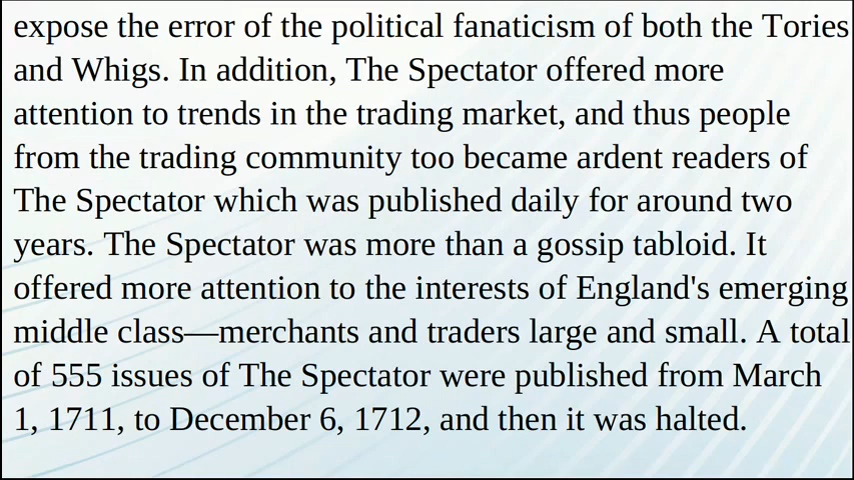 expose the error of the political fanaticism of both the Tories
and Whigs. In addition, The Spectator offered more
attention to trends in the trading market, and thus people
from the trading community too became ardent readers of
The Spectator which was published daily for around two
years. The Spectator was more than a gossip tabloid. It
offered more attention to the interests of England's emerging
middle class—merchants and traders large and small. A total
of 555 issues of The Spectator were published from March
1, 1711, to December 6, 1712, and then it was halted.